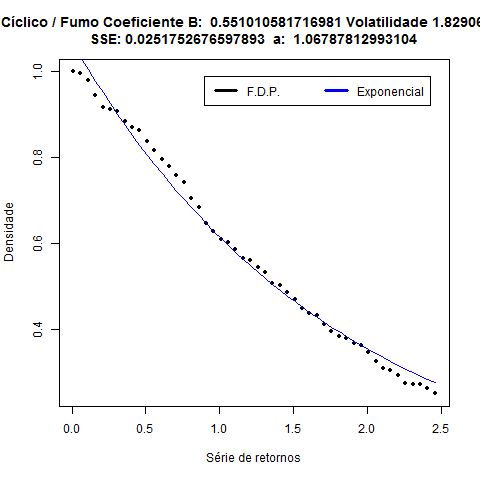 Cíclico / Fumo Coeficiente B: 0.551010581716981 Volatilidade 1.82906
SSE: 0.0251752676597893 a: 1.06787812993104
F.D.P.
Exponencial
Densidade
1.0
0.8
0.6
0.4
0.0 0.5 1.0 1.5 2.0 2.5
Série de retornos